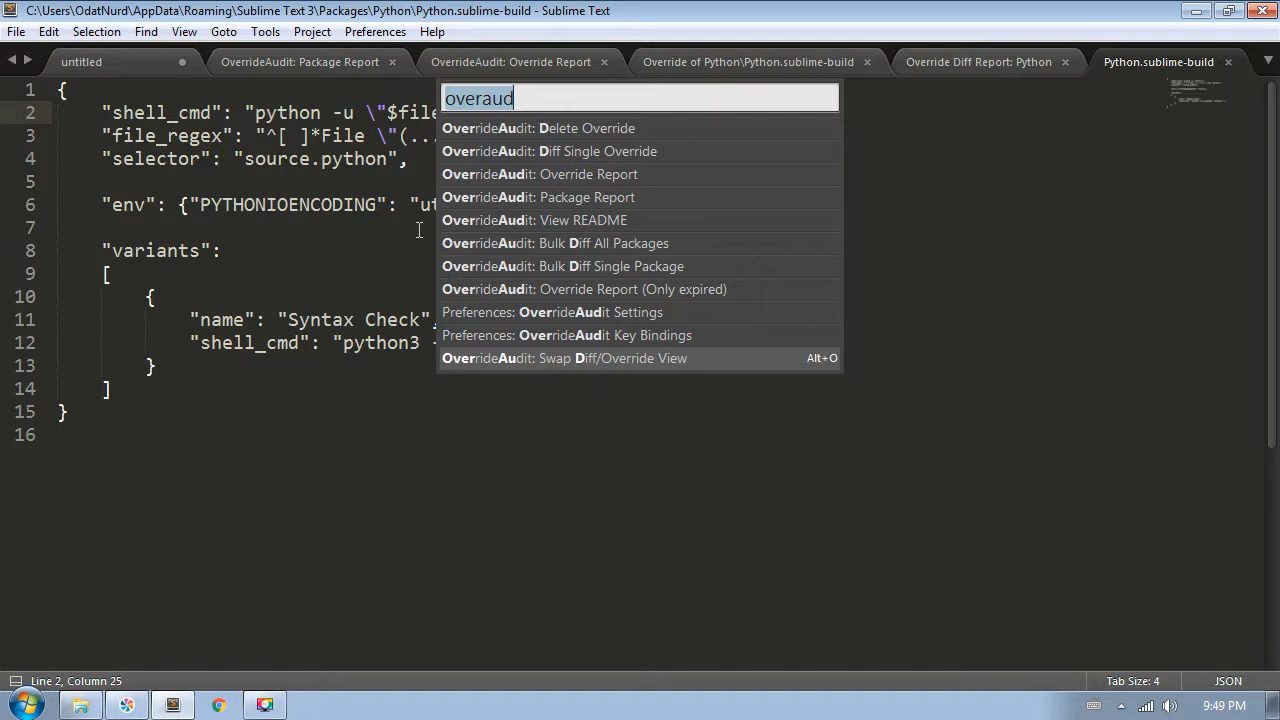 C:\Users\OdatNurd\AppData\Roaming\Sublime Text 3\Packages\Python\Python.sublime-build - Sublime Text
File Edit Selection Find View Goto Tools Project Preferences Help
untitled OverrideAudit: Package Report OverrideAudit: Override Report Override of Python\Python.sublime-build Override Diff Report: Python Python.sublime-build
1 {
2 "shell_cmd": "python -u \"$file
3 "file_regex": "^[ ]*File \"(...
4 "selector": "source.python",
5
6 "env": {"PYTHONIOENCODING": "ut
7
8 "variants":
9 [
10 {
11 "name": "Syntax Check",
12 "shell_cmd": "python3 -
13 }
14 ]
15 }
16
overaud
OverrideAudit: Delete Override
OverrideAudit: Diff Single Override
OverrideAudit: Override Report
OverrideAudit: Package Report
OverrideAudit: View README
OverrideAudit: Bulk Diff All Packages
OverrideAudit: Bulk Diff Single Package
OverrideAudit: Override Report (Only expired)
Preferences: OverrideAudit Settings
Preferences: OverrideAudit Key Bindings
OverrideAudit: Swap Diff/Override View Alt+O
Line 2, Column 25 Tab Size: 4 JSON
9:49 PM